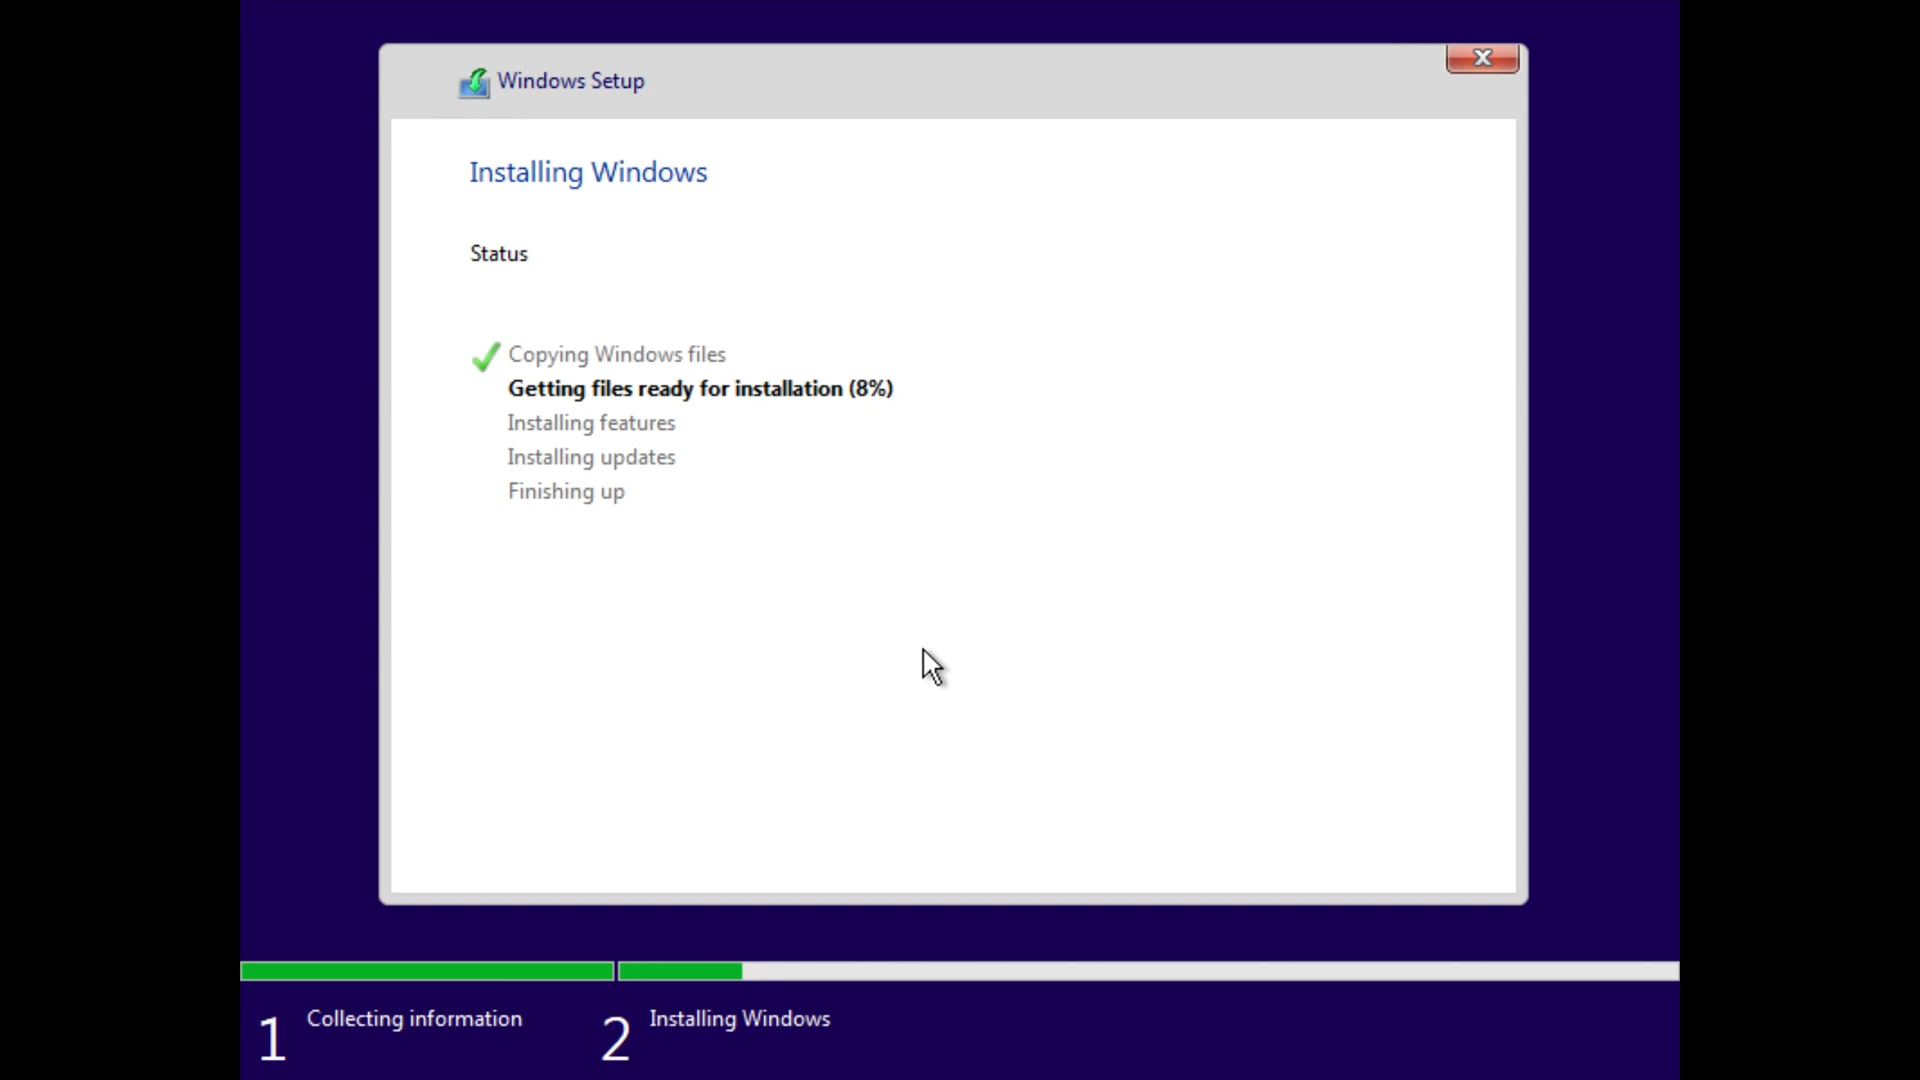 Windows Setup
Installing Windows
Status
Copying Windows files
Getting files ready for installation (8%)
Installing features
Installing updates
Finishing up
1 Collecting information
2 Installing Windows